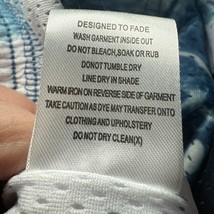 DESIGNED TO FADE
WASH GARMENT INSIDE OUT
DO NOT BLEACH,SOAK OR RUB
DO NOT TUMBLE DRY
LINE DRY IN SHADE
WARM IRON ON REVERSE SIDE OF GARMENT
TAKE CAUTION AS DYE MAY TRANSFER ONTO
CLOTHING AND UPHOLSTERY
DO NOT DRY CLEAN(X)